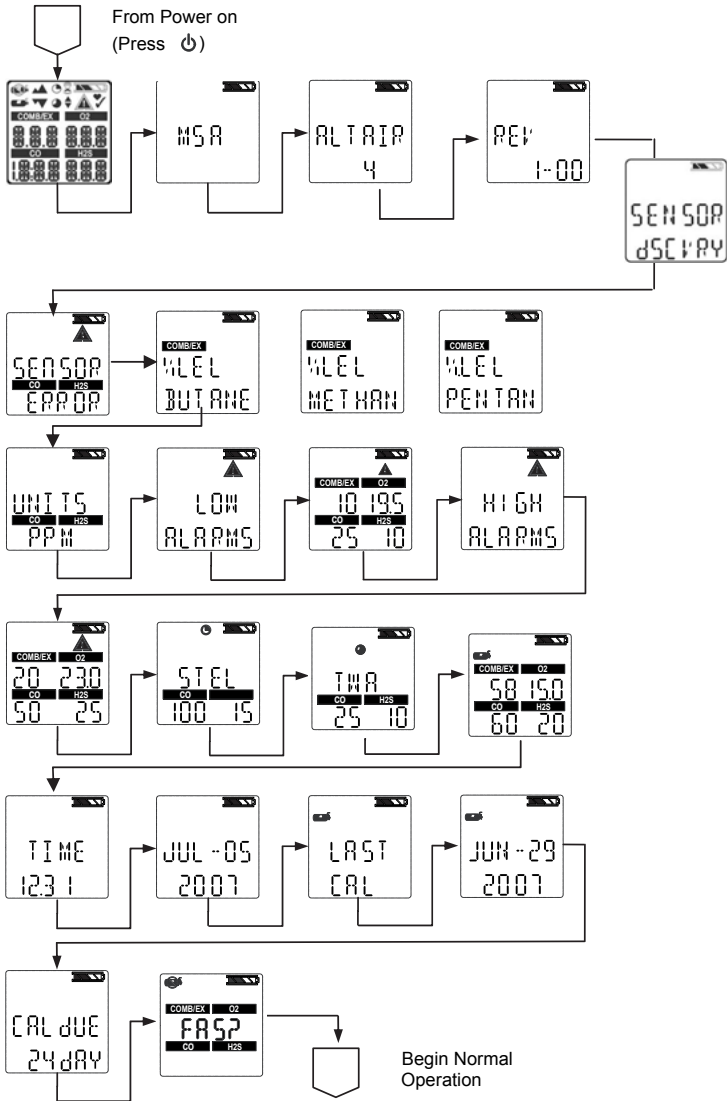 From Power on
(Press ⏻)
COMB/EX O2
CO H2S
MSA
ALTAIR
4
REV
1-00
SENSOR
dSCVRY
SENSOR
CO H2S
ERROR
COMB/EX
%LEL
BUTANE
COMB/EX
%LEL
METHAN
COMB/EX
%LEL
PENTAN
UNITS
CO H2S
PPM
LOW
ALARMS
COMB/EX O2
10 19.5
CO H2S
25 10
HIGH
ALARMS
COMB/EX O2
20 23.0
CO H2S
50 25
STEL
CO
100 15
TWA
CO H2S
25 10
COMB/EX O2
58 15.0
CO H2S
60 20
TIME
12.31
JUL-05
2007
LAST
CAL
JUN-29
2007
CAL dUE
24 dAY
COMB/EX O2
FAS?
CO H2S
Begin Normal
Operation